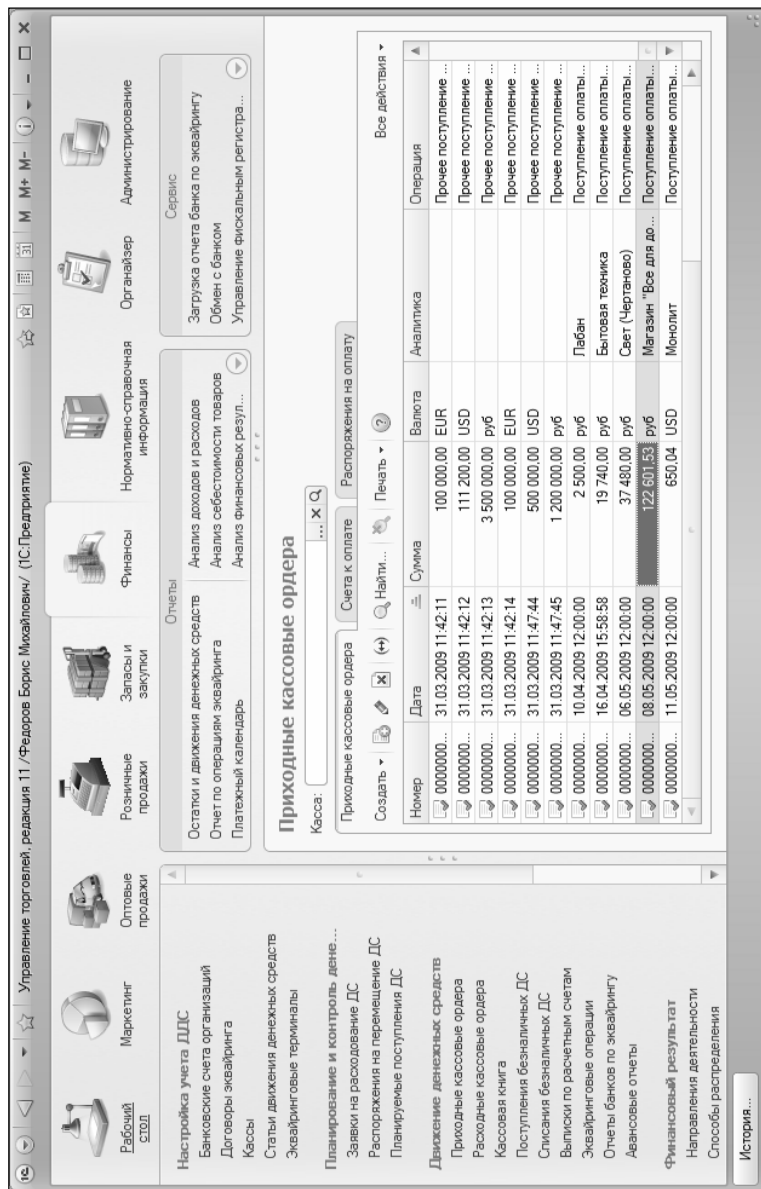 Управление торговлей, редакция 11 /Федоров Борис Михайлович/ (1С:Предприятие)
31 M M+ M−
Рабочий стол
Маркетинг
Оптовые продажи
Розничные продажи
Запасы и закупки
Финансы
Нормативно-справочная информация
Органайзер
Администрирование
Настройка учета ДДС
Банковские счета организаций
Договоры эквайринга
Кассы
Статьи движения денежных средств
Эквайринговые терминалы
Планирование и контроль дене...
Заявки на расходование ДС
Распоряжения на перемещение ДС
Планируемые поступления ДС
Движение денежных средств
Приходные кассовые ордера
Расходные кассовые ордера
Кассовая книга
Поступления безналичных ДС
Списания безналичных ДС
Выписки по расчетным счетам
Эквайринговые операции
Отчеты банков по эквайрингу
Авансовые отчеты
Финансовый результат
Направления деятельности
Способы распределения
Отчеты
Остатки и движения денежных средств
Отчет по операциям эквайринга
Платежный календарь
Анализ доходов и расходов
Анализ себестоимости товаров
Анализ финансовых резул...
Сервис
Загрузка отчета банка по эквайрингу
Обмен с банком
Управление фискальным регистра...
Приходные кассовые ордера
Касса: ... X
Приходные кассовые ордера Счета к оплате Распоряжения на оплату
Создать Найти... Печать Все действия
Номер Дата Сумма Валюта Аналитика Операция
0000000... 31.03.2009 11:42:11 100 000,00 EUR Прочее поступление ...
0000000... 31.03.2009 11:42:12 111 200,00 USD Прочее поступление ...
0000000... 31.03.2009 11:42:13 3 500 000,00 руб Прочее поступление ...
0000000... 31.03.2009 11:42:14 100 000,00 EUR Прочее поступление ...
0000000... 31.03.2009 11:47:44 500 000,00 USD Прочее поступление ...
0000000... 31.03.2009 11:47:45 1 200 000,00 руб Прочее поступление ...
0000000... 10.04.2009 12:00:00 2 500,00 руб Лабан Поступление оплаты...
0000000... 16.04.2009 15:58:58 19 740,00 руб Бытовая техника Поступление оплаты...
0000000... 06.05.2009 12:00:00 37 480,00 руб Свет (Чертаново) Поступление оплаты...
0000000... 08.05.2009 12:00:00 122 601,53 руб Магазин "Все для до... Поступление оплаты...
0000000... 11.05.2009 12:00:00 650,04 USD Монолит Поступление оплаты...
История...